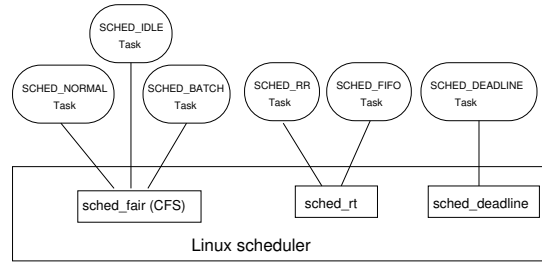 SCHED_IDLE
Task
SCHED_NORMAL
Task
SCHED_BATCH
Task
SCHED_RR
Task
SCHED_FIFO
Task
SCHED_DEADLINE
Task
sched_fair (CFS)
sched_rt
sched_deadline
Linux scheduler